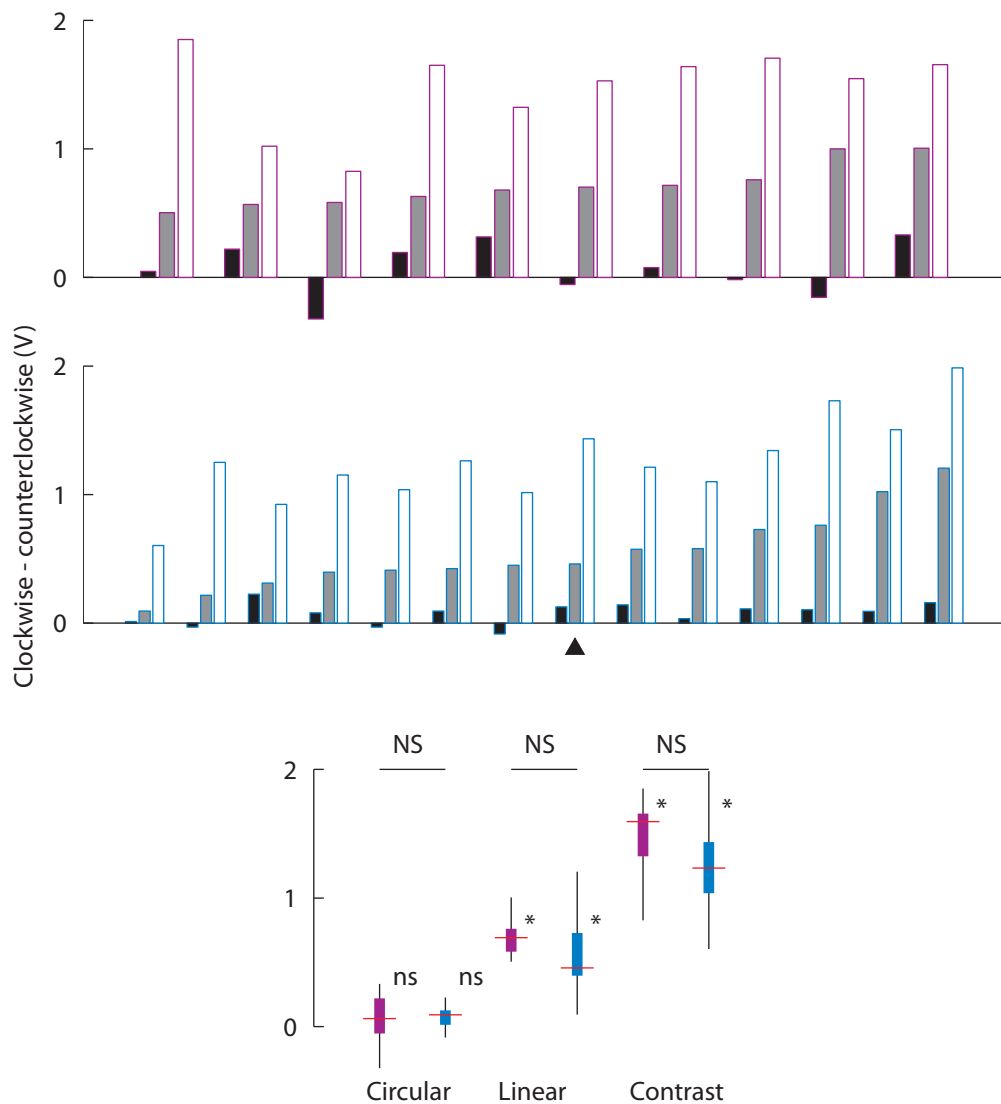 2
1
0
Clockwise - counterclockwise (V)
2
1
0
NS NS NS
2
1
0
* * * *
ns ns
Circular Linear Contrast